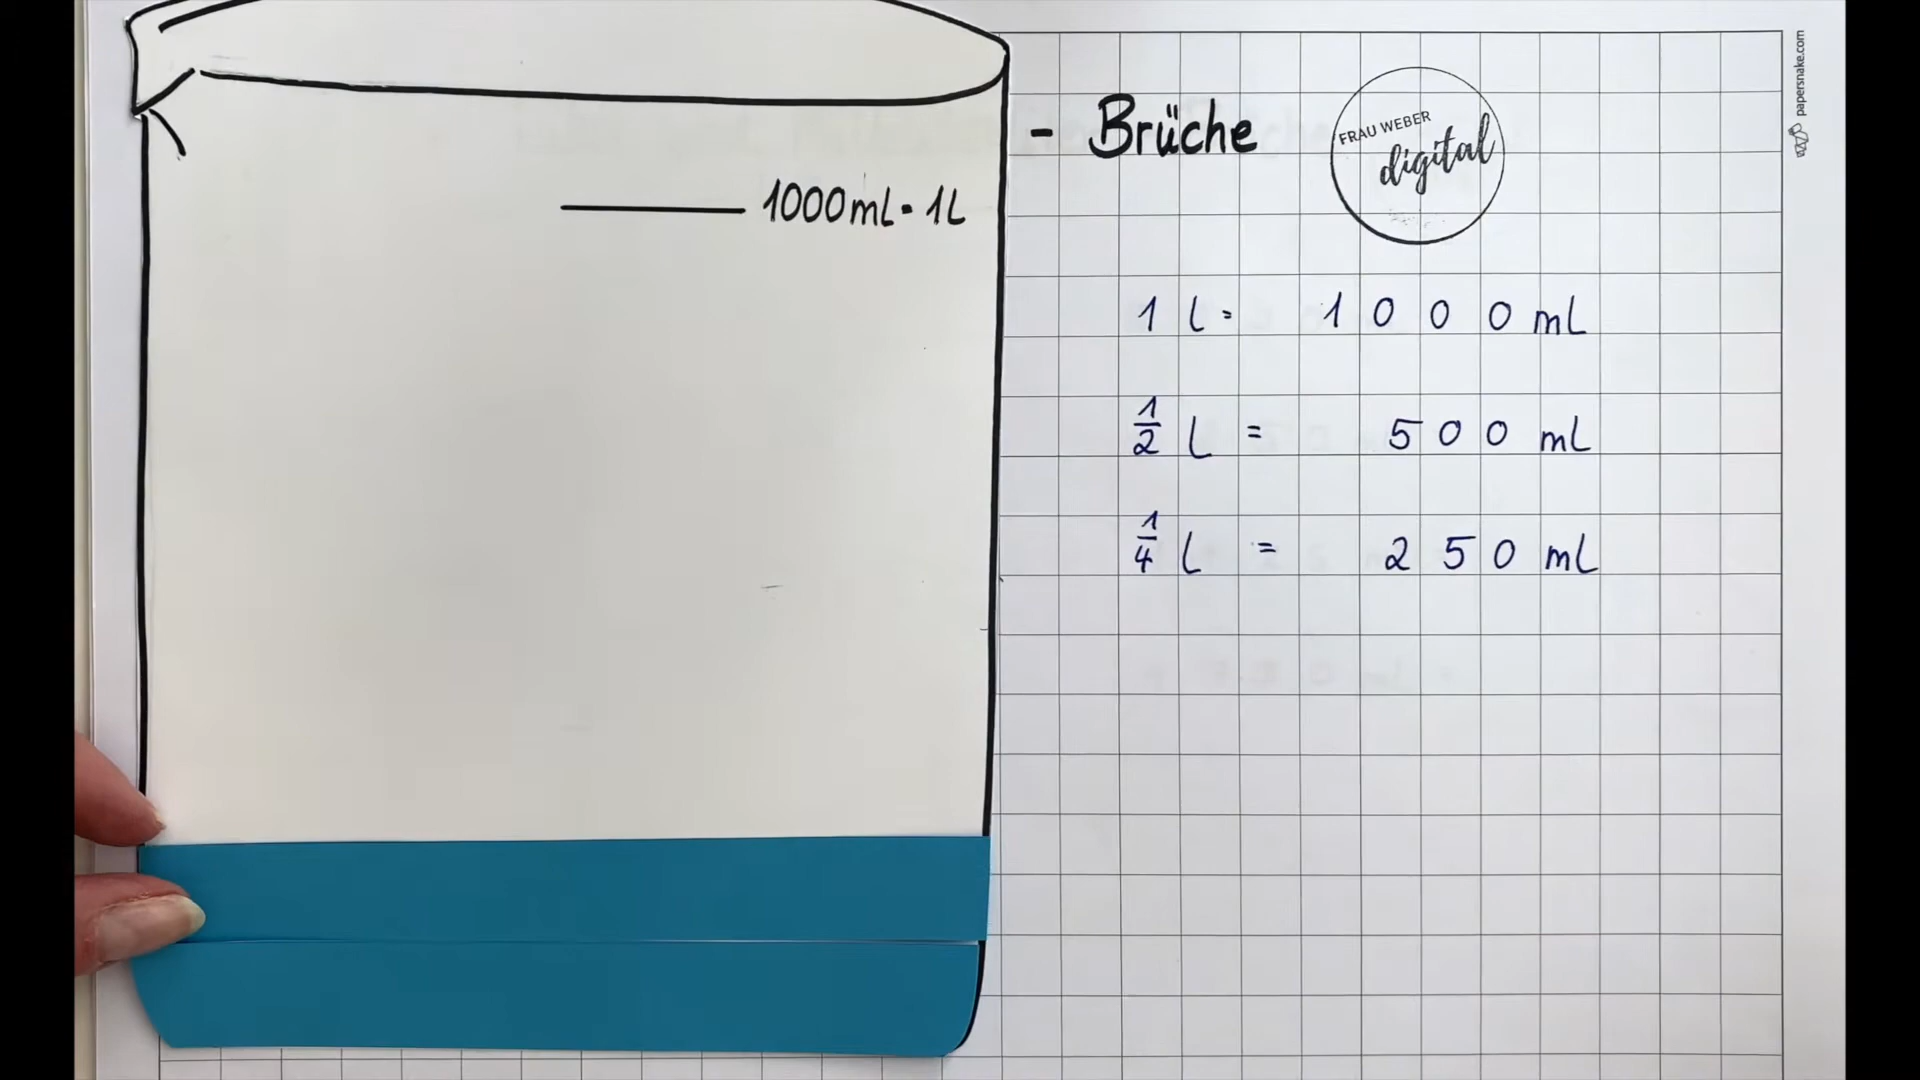 - Brüche
FRAU WEBER
digital
papersnake.com
1000ml = 1L
1 l = 1000 ml
1/2 l = 500 ml
1/4 l = 250 ml